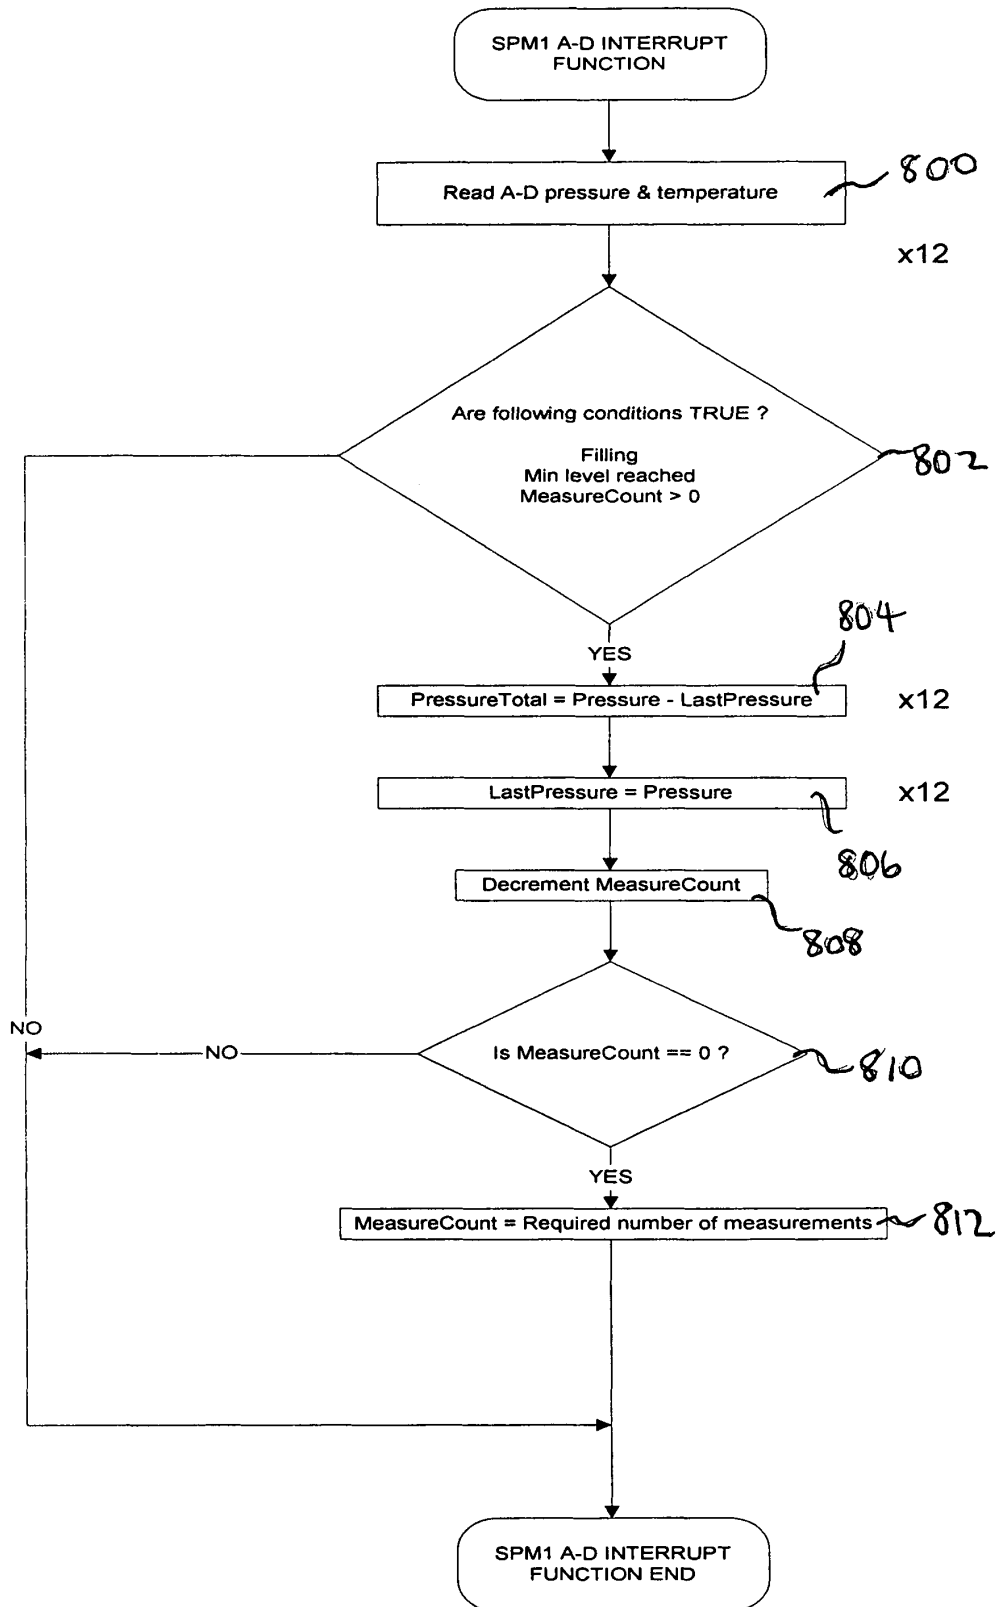 SPM1 A-D INTERRUPT
FUNCTION
Read A-D pressure & temperature
800
x12
Are following conditions TRUE ?
Filling
Min level reached
MeasureCount > 0
802
804
YES
PressureTotal = Pressure - LastPressure
x12
LastPressure = Pressure
x12
806
Decrement MeasureCount
808
NO
NO
Is MeasureCount == 0 ?
810
YES
MeasureCount = Required number of measurements
812
SPM1 A-D INTERRUPT
FUNCTION END